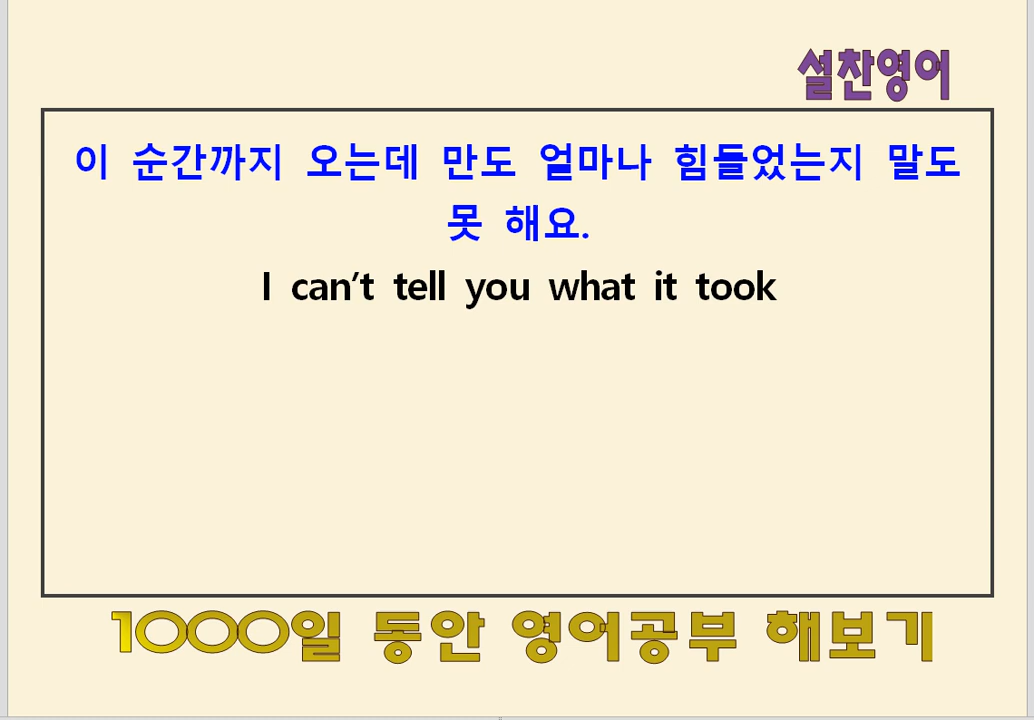 설찬영어
이 순간까지 오는데 만도 얼마나 힘들었는지 말도
못 해요.
I can't tell you what it took
1000일 동안 영어공부 해보기